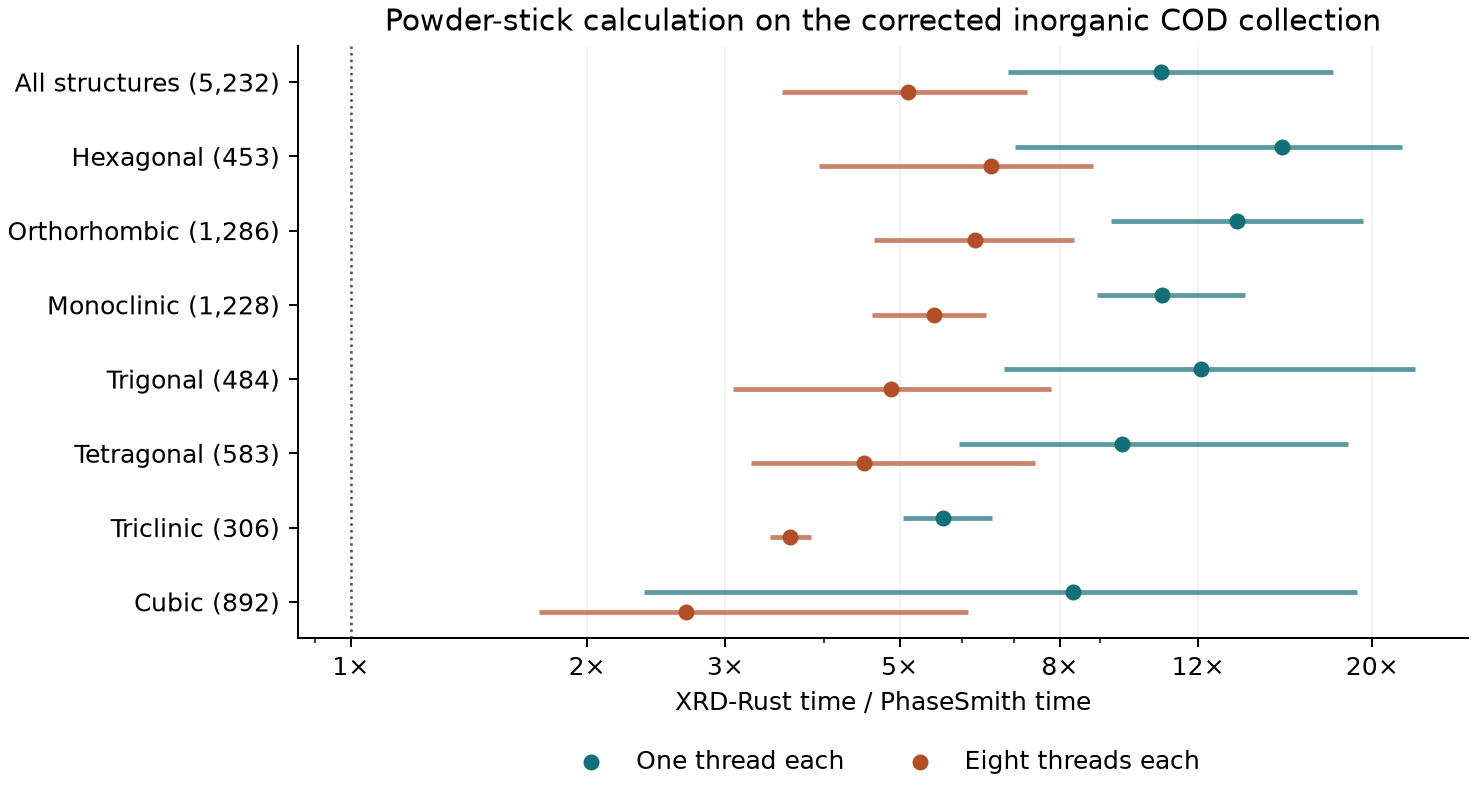 Powder-stick calculation on the corrected inorganic COD collection
All structures (5,232)
Hexagonal (453)
Orthorhombic (1,286)
Monoclinic (1,228)
Trigonal (484)
Tetragonal (583)
Triclinic (306)
Cubic (892)
1× 2× 3× 5× 8× 12× 20×
XRD-Rust time / PhaseSmith time
One thread each Eight threads each